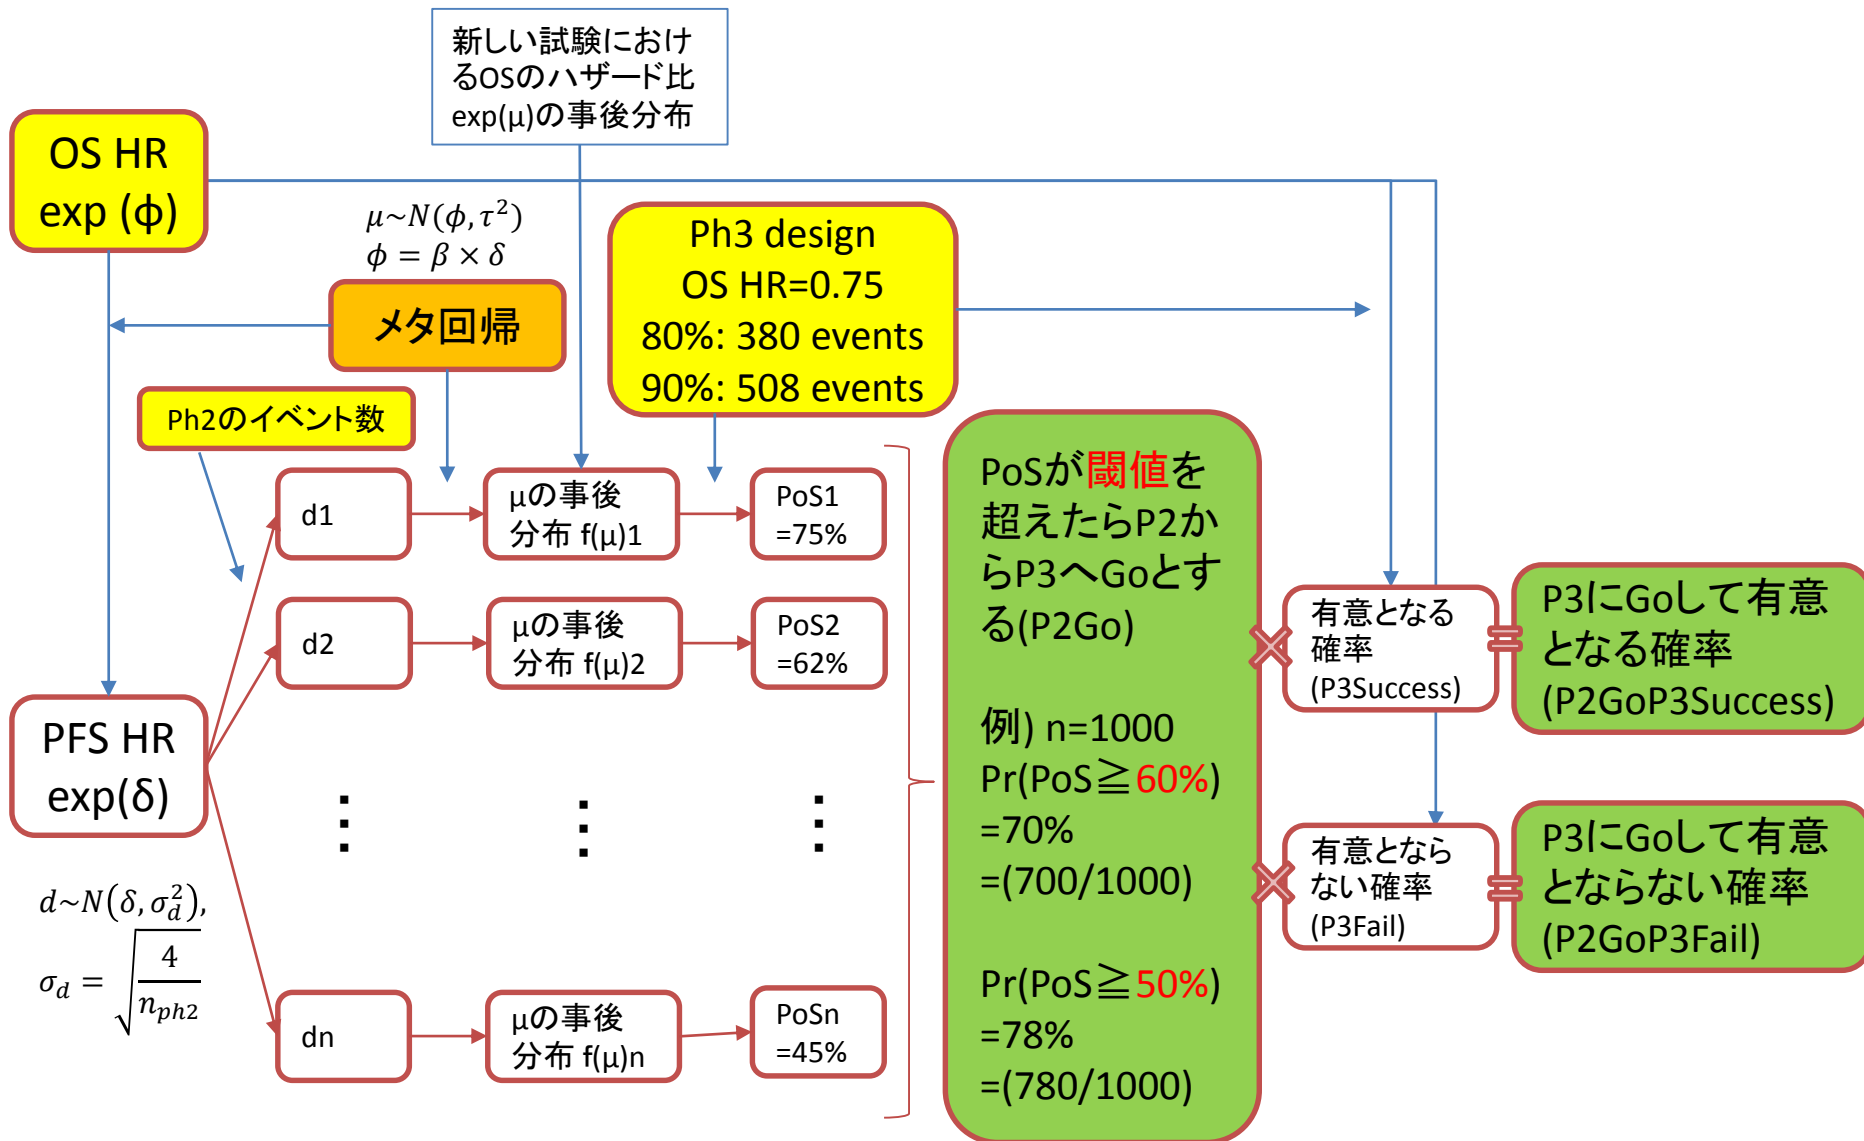 新しい試験におけ
るOSのハザード比
exp(μ)の事後分布
OS HR
exp (ϕ)
μ~N(ϕ, τ²)
ϕ = β × δ
メタ回帰
Ph3 design
OS HR=0.75
80%: 380 events
90%: 508 events
Ph2のイベント数
d1
μの事後
分布 f(μ)1
PoS1
=75%
d2
μの事後
分布 f(μ)2
PoS2
=62%
⋮
⋮
⋮
dn
μの事後
分布 f(μ)n
PoSn
=45%
PFS HR
exp(δ)
d~N(δ, σ_d²),
σ_d = √(4/n_ph2)
PoSが閾値を
超えたらP2か
らP3へGoとす
る(P2Go)
例) n=1000
Pr(PoS≧60%)
=70%
=(700/1000)
Pr(PoS≧50%)
=78%
=(780/1000)
有意となる
確率
(P3Success)
P3にGoして有意
となる確率
(P2GoP3Success)
有意となら
ない確率
(P3Fail)
P3にGoして有意
とならない確率
(P2GoP3Fail)